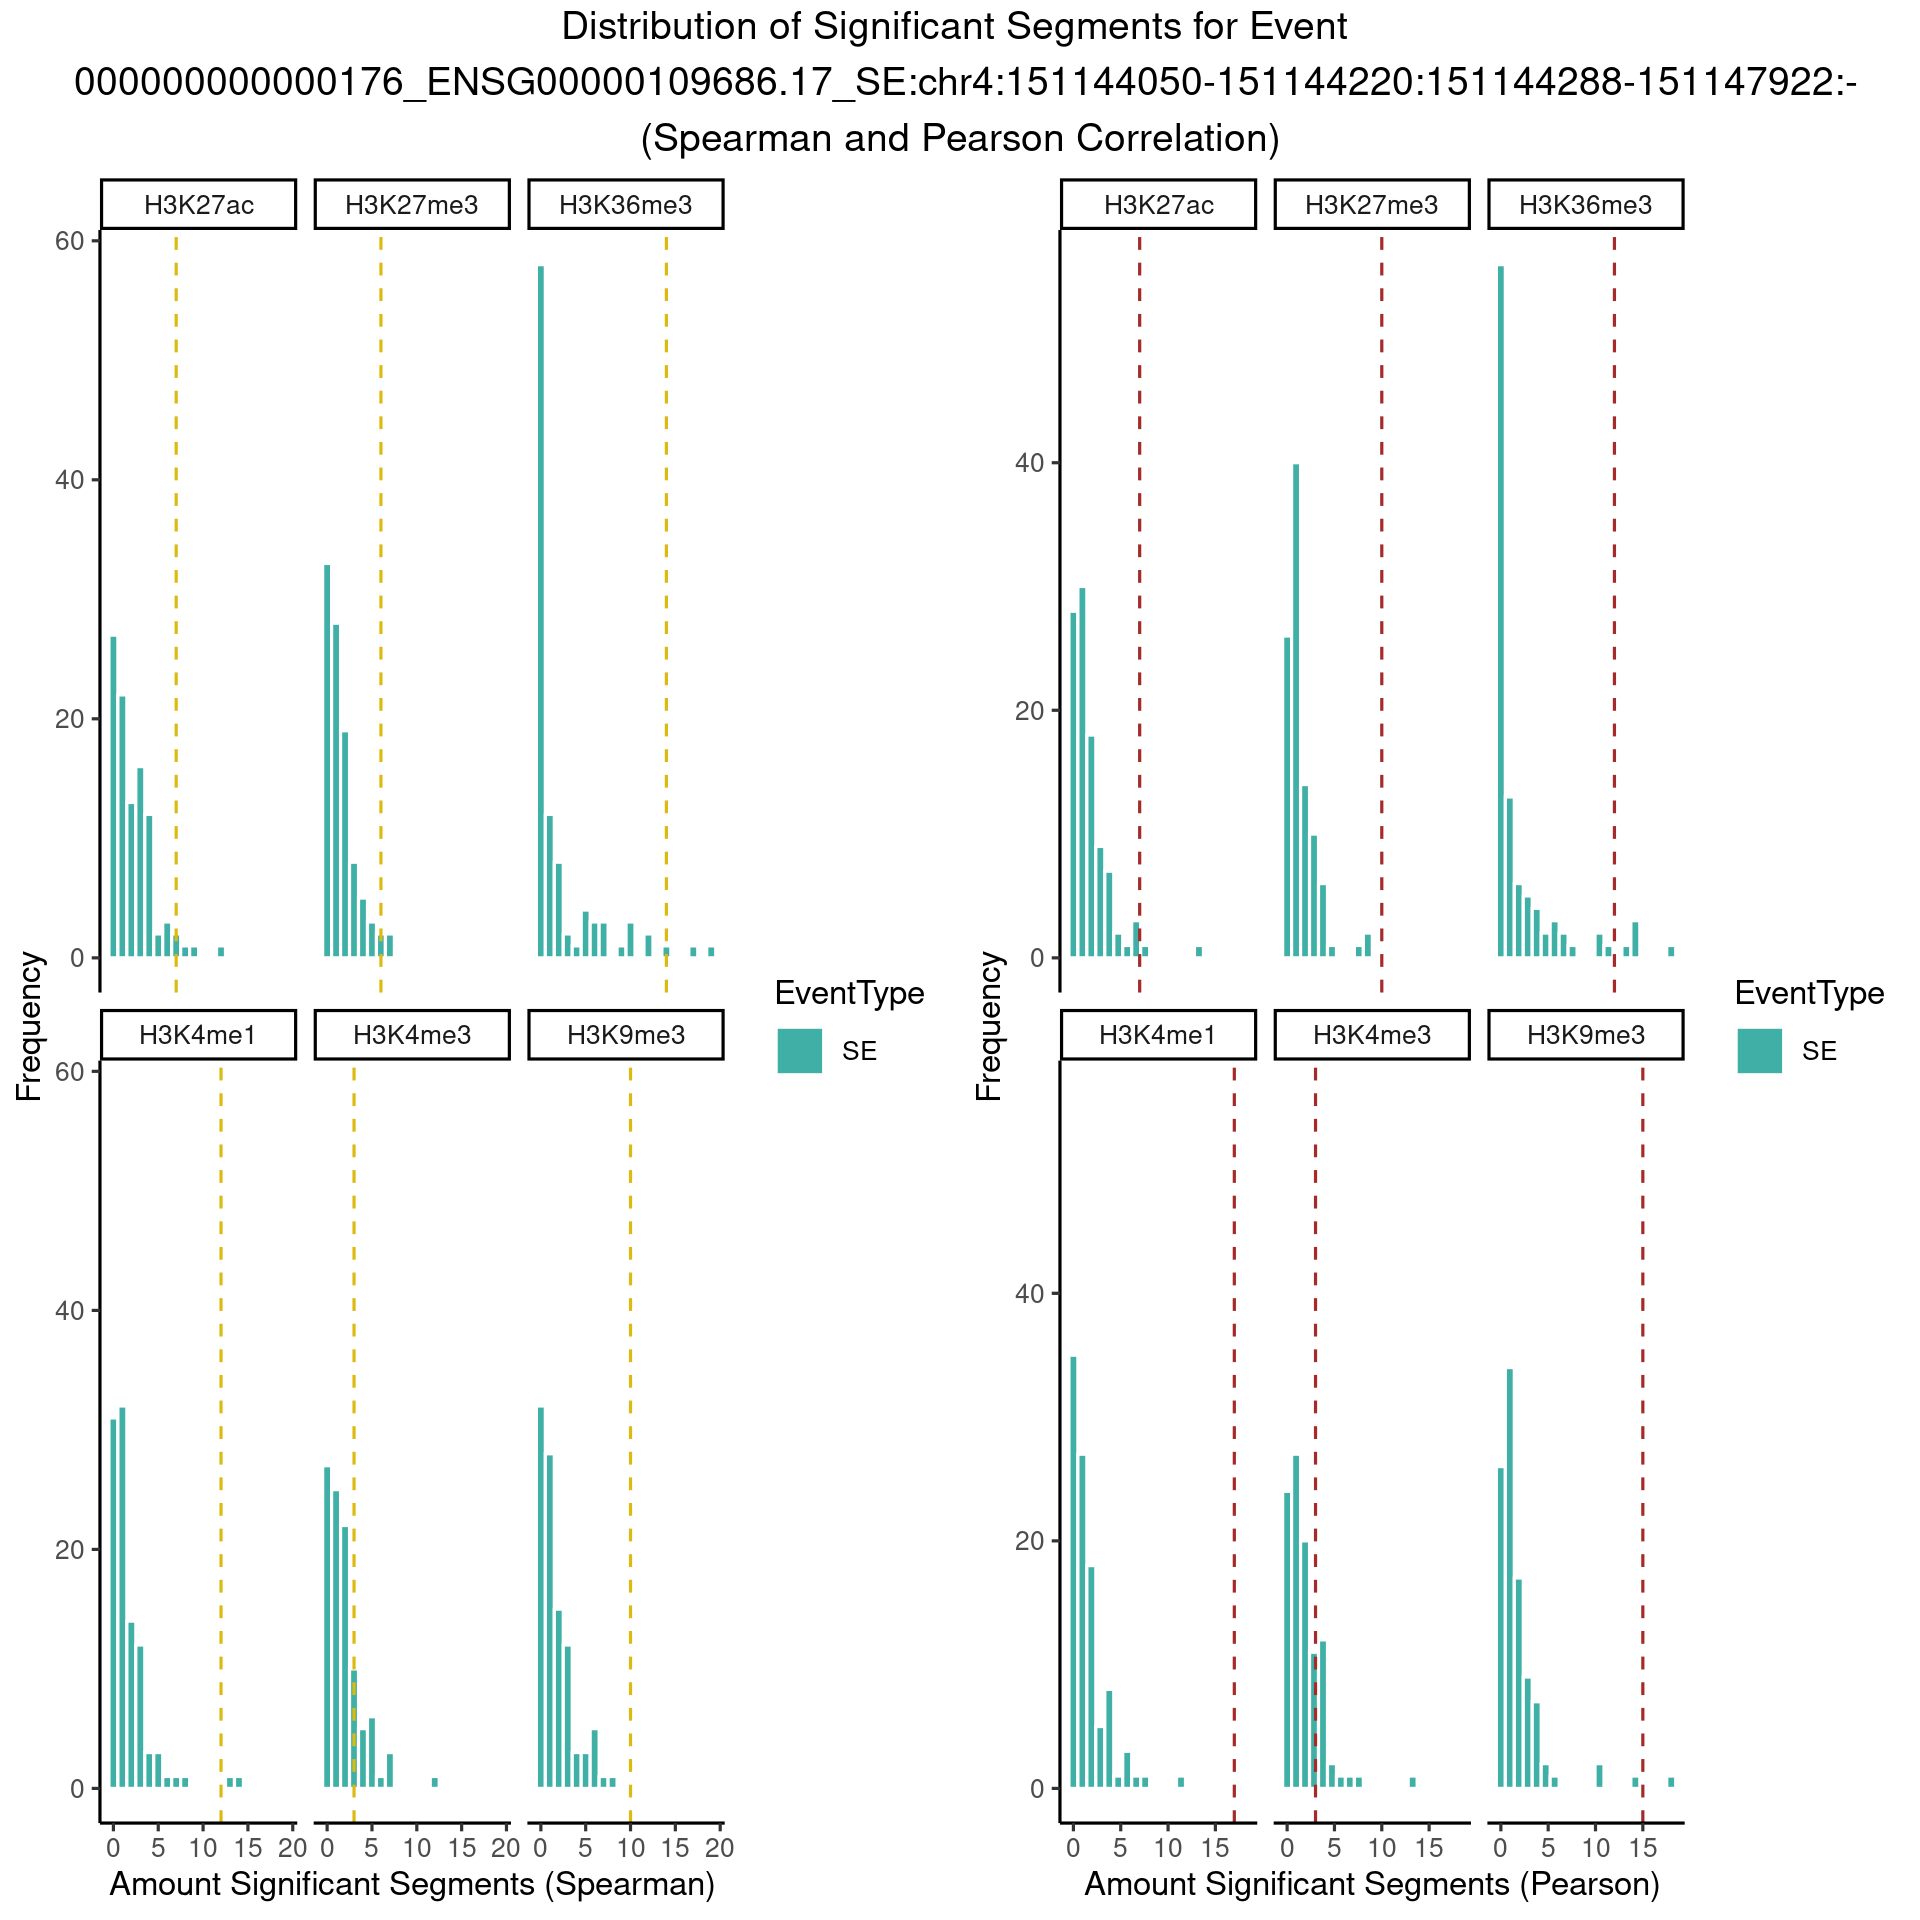 Distribution of Significant Segments for Event
000000000000176_ENSG00000109686.17_SE:chr4:151144050-151144220:151144288-151147922:-
(Spearman and Pearson Correlation)
H3K27ac H3K27me3 H3K36me3
60
40
20
0
H3K4me1 H3K4me3 H3K9me3
60
40
20
0
0 5 10 15 20 0 5 10 15 20 0 5 10 15 20
Frequency
Amount Significant Segments (Spearman)
EventType
SE
H3K27ac H3K27me3 H3K36me3
40
20
0
H3K4me1 H3K4me3 H3K9me3
40
20
0
0 5 10 15 0 5 10 15 0 5 10 15
Frequency
Amount Significant Segments (Pearson)
EventType
SE